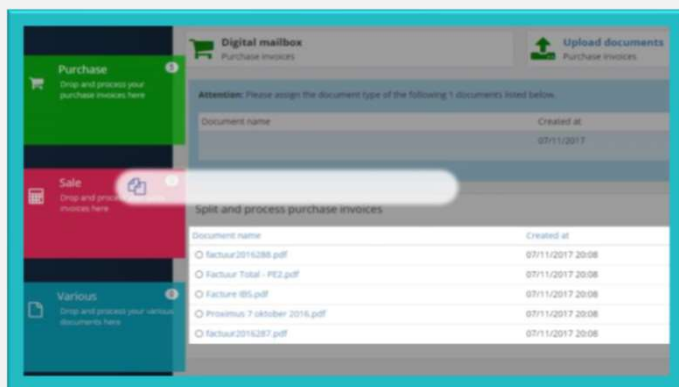 Digital mailbox
Purchase invoices
Upload documents
Purchase invoices
Purchase
5
Drop and process your
purchase invoices here
Attention: Please assign the document type of the following 1 documents listed below.
Document name Created at
07/11/2017
Sale
Drop and process
invoices here
Split and process purchase invoices
Document name Created at
factuur2016288.pdf 07/11/2017 20:08
Factuur Total - PE2.pdf 07/11/2017 20:08
Facture IBS.pdf 07/11/2017 20:08
Proximus 7 oktober 2016.pdf 07/11/2017 20:08
factuur2016287.pdf 07/11/2017 20:08
Various
0
Drop and process your various
documents here